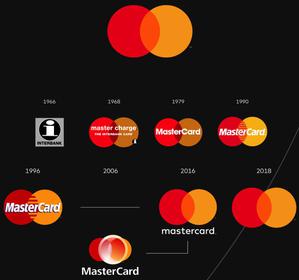 1966
1968
1979
1990
i
INTERBANK
master charge
THE INTERBANK CARD
MasterCard
MasterCard
1996
2006
2016
2018
MasterCard
mastercard.
MasterCard